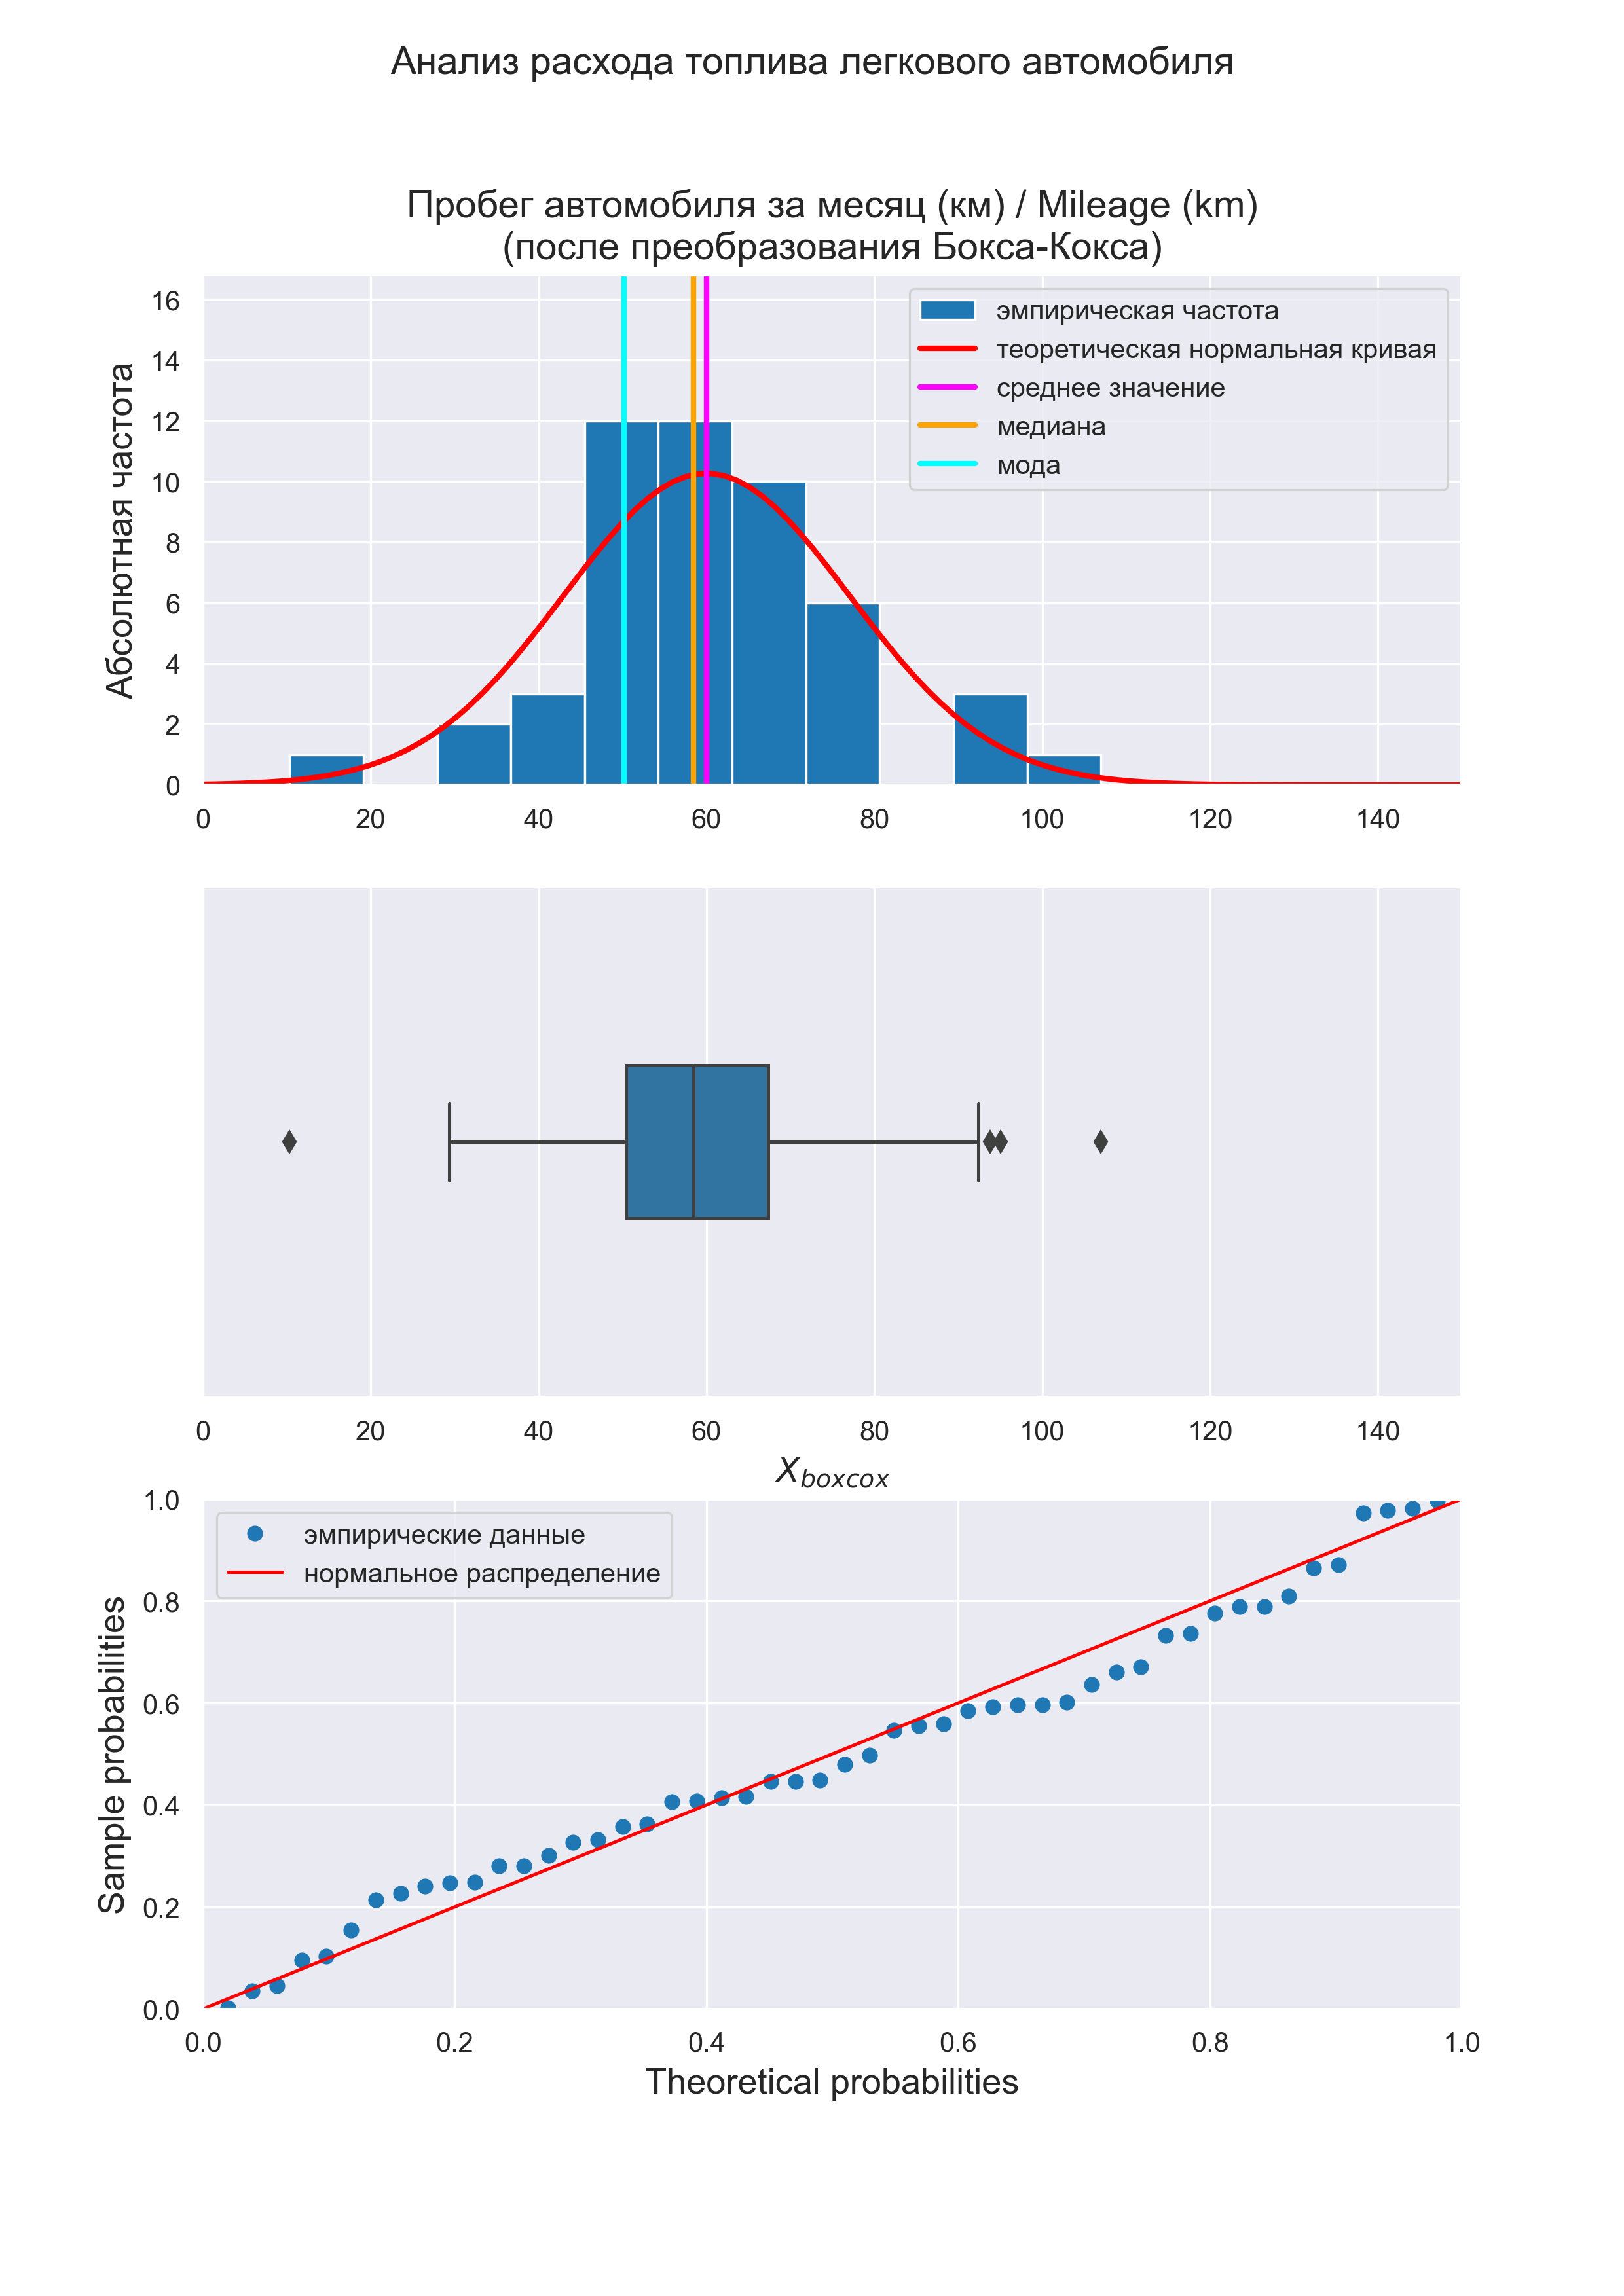 Анализ расхода топлива легкового автомобиля
Пробег автомобиля за месяц (км) / Mileage (km)
(после преобразования Бокса-Кокса)
Абсолютная частота
16
14
12
10
8
6
4
2
0
эмпирическая частота
теоретическая нормальная кривая
среднее значение
медиана
мода
0 20 40 60 80 100 120 140
0 20 40 60 80 100 120 140
X_boxcox
Sample probabilities
1.0
0.8
0.6
0.4
0.2
0.0
эмпирические данные
нормальное распределение
0.0 0.2 0.4 0.6 0.8 1.0
Theoretical probabilities